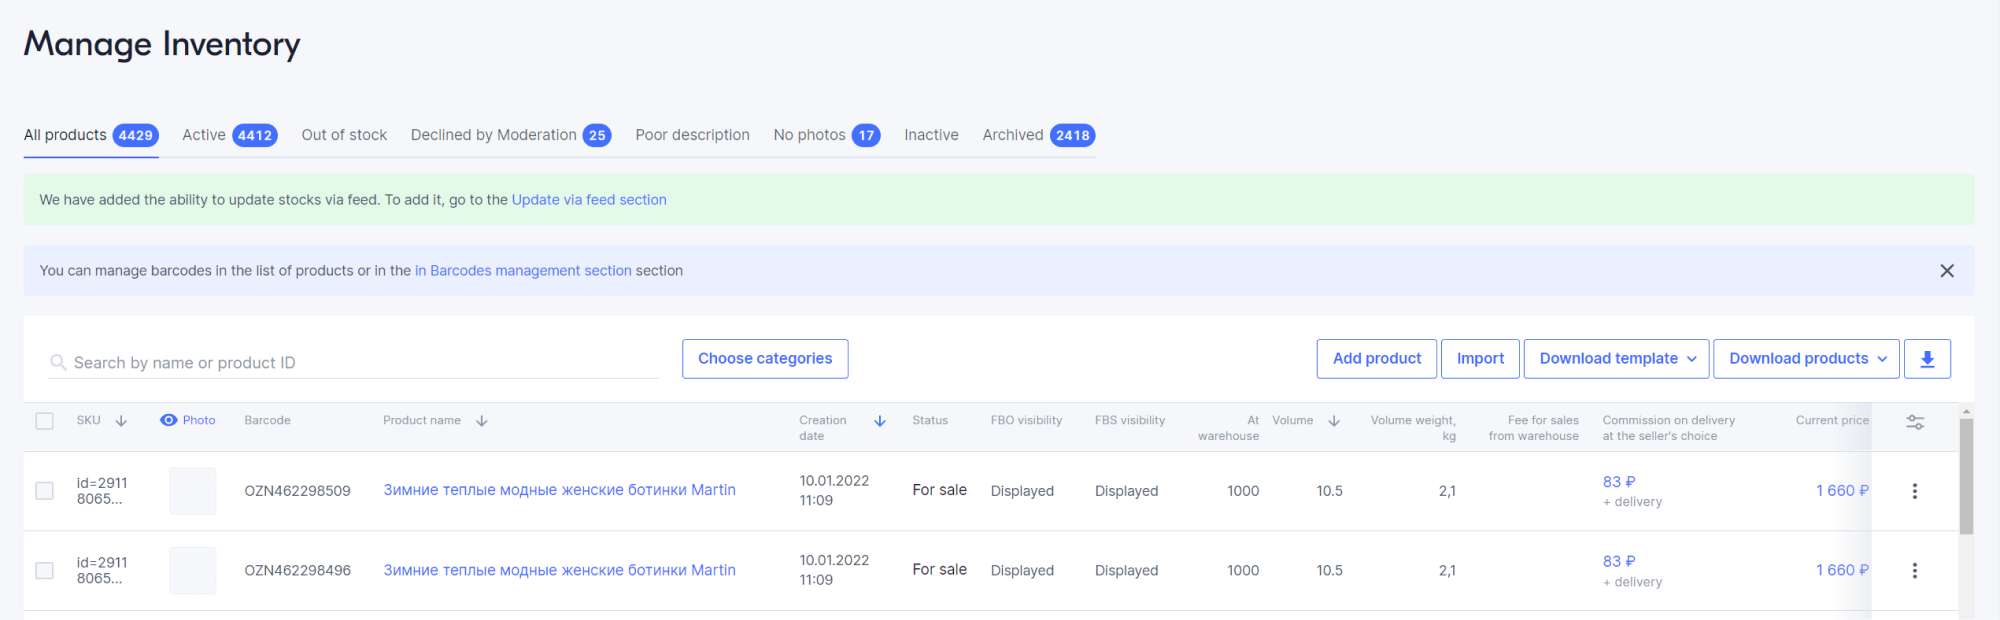 Manage Inventory
All products 4429 Active 4412 Out of stock Declined by Moderation 25 Poor description No photos 17 Inactive Archived 2418
We have added the ability to update stocks via feed. To add it, go to the Update via feed section
You can manage barcodes in the list of products or in the in Barcodes management section section
Search by name or product ID Choose categories Add product Import Download template Download products
SKU Photo Barcode Product name Creation date Status FBO visibility FBS visibility At warehouse Volume Volume weight, kg Fee for sales from warehouse Commission on delivery at the seller's choice Current price
id=2911 8065... OZN462298509 Зимние теплые модные женские ботинки Martin 10.01.2022 11:09 For sale Displayed Displayed 1000 10.5 2,1 83 ₽ + delivery 1 660 ₽
id=2911 8065... OZN462298496 Зимние теплые модные женские ботинки Martin 10.01.2022 11:09 For sale Displayed Displayed 1000 10.5 2,1 83 ₽ + delivery 1 660 ₽